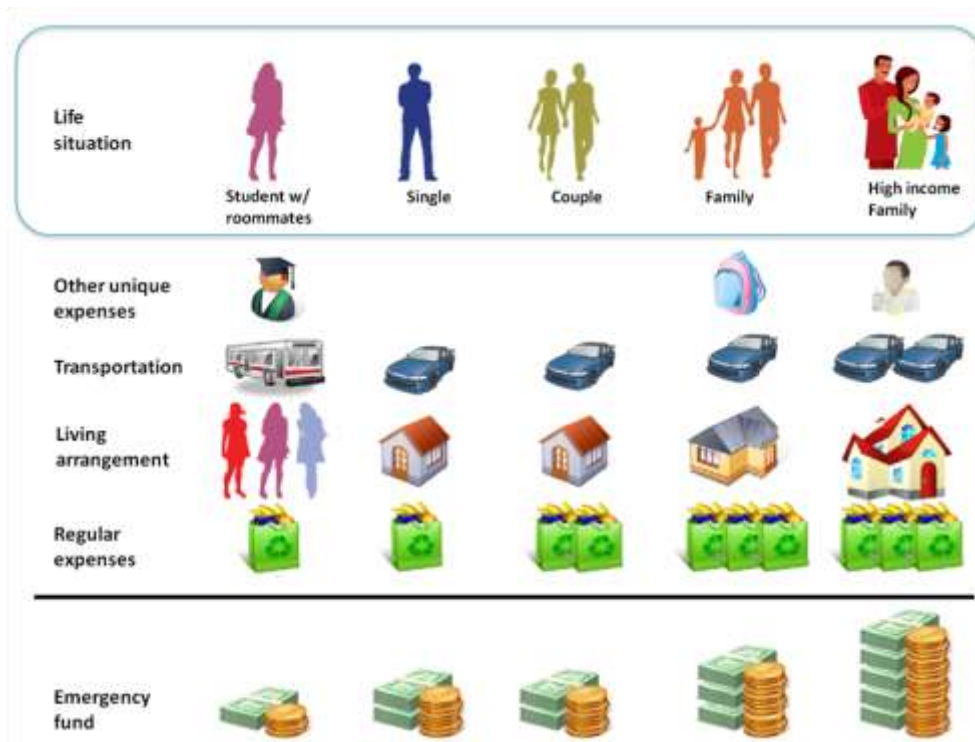 Life
situation
Student w/
roommates
Single
Couple
Family
High income
Family
Other unique
expenses
Transportation
Living
arrangement
Regular
expenses
Emergency
fund